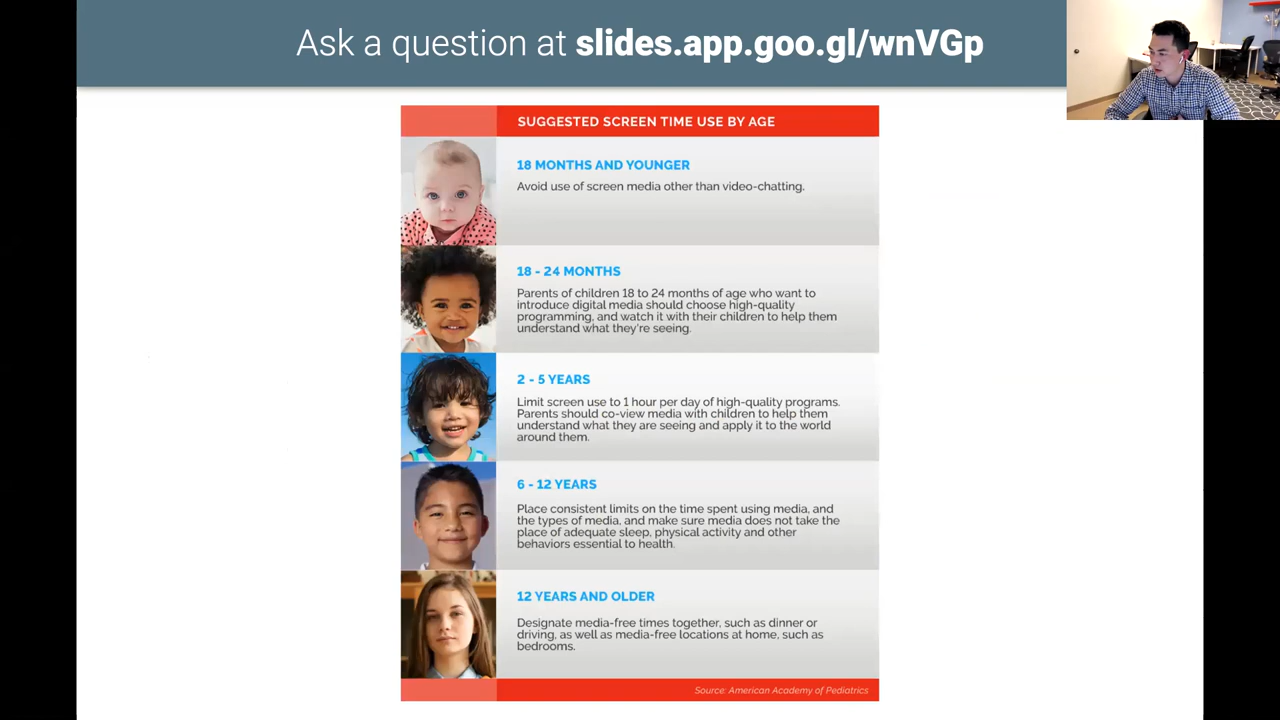 Ask a question at slides.app.goo.gl/wnVGp
SUGGESTED SCREEN TIME USE BY AGE
18 MONTHS AND YOUNGER
Avoid use of screen media other than video-chatting.
18 - 24 MONTHS
Parents of children 18 to 24 months of age who want to
introduce digital media should choose high-quality
programming, and watch it with their children to help them
understand what they're seeing.
2 - 5 YEARS
Limit screen use to 1 hour per day of high-quality programs.
Parents should co-view media with children to help them
understand what they are seeing and apply it to the world
around them.
6 - 12 YEARS
Place consistent limits on the time spent using media, and
the types of media, and make sure media does not take the
place of adequate sleep, physical activity and other
behaviors essential to health.
12 YEARS AND OLDER
Designate media-free times together, such as dinner or
driving, as well as media-free locations at home, such as
bedrooms.
Source: American Academy of Pediatrics